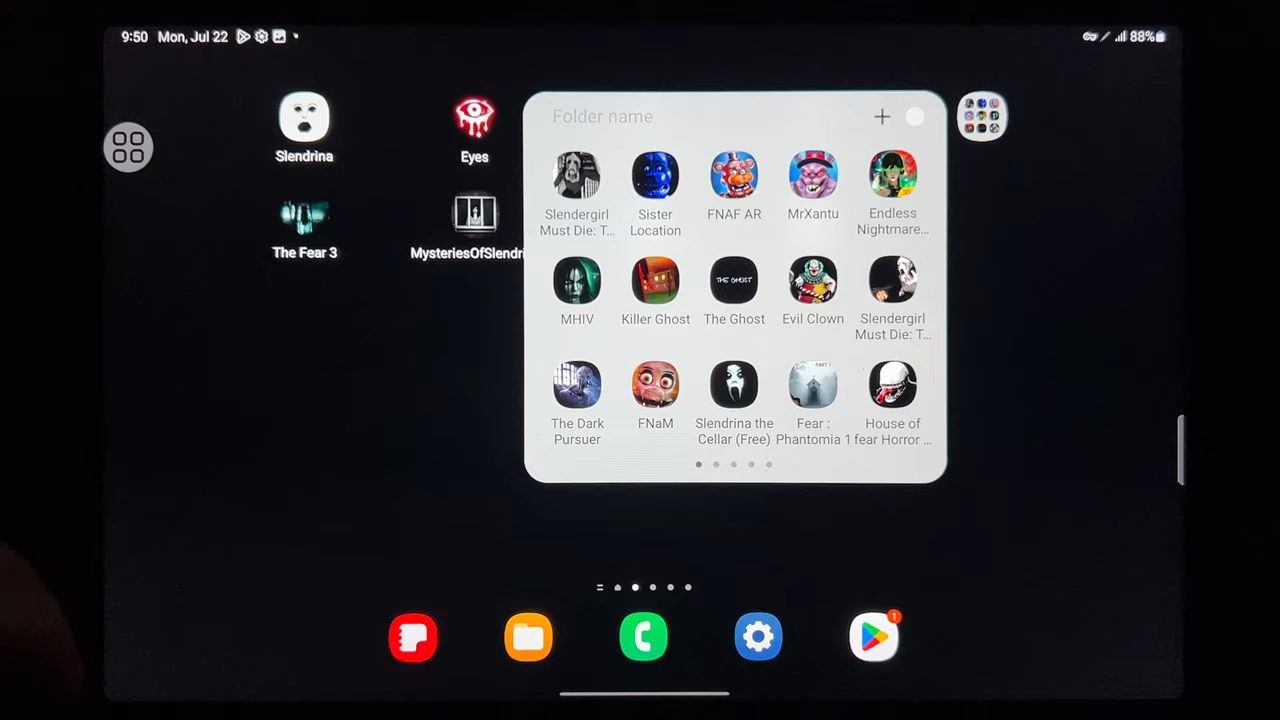 9:50 Mon, Jul 22
88%
Slendrina
Eyes
The Fear 3
MysteriesOfSlendri
Folder name
Slendergirl
Must Die: T...
Sister
Location
FNAF AR
MrXantu
Endless
Nightmare...
MHIV
Killer Ghost
The Ghost
THE GHOST
Evil Clown
Slendergirl
Must Die: T...
The Dark
Pursuer
FNaM
Slendrina the
Cellar (Free)
PART 1
Fear :
Phantomia 1
House of
fear Horror ...
1